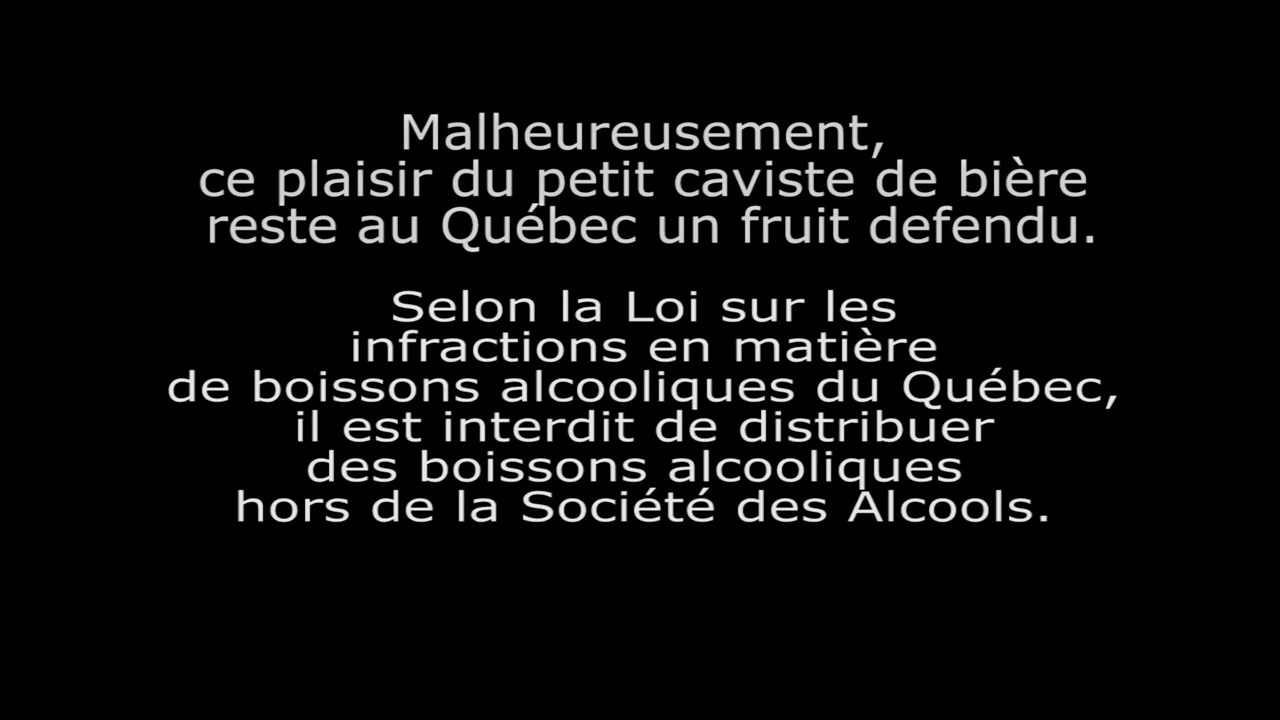 Malheureusement,
ce plaisir du petit caviste de bière
reste au Québec un fruit defendu.
Selon la Loi sur les
infractions en matière
de boissons alcooliques du Québec,
il est interdit de distribuer
des boissons alcooliques
hors de la Société des Alcools.